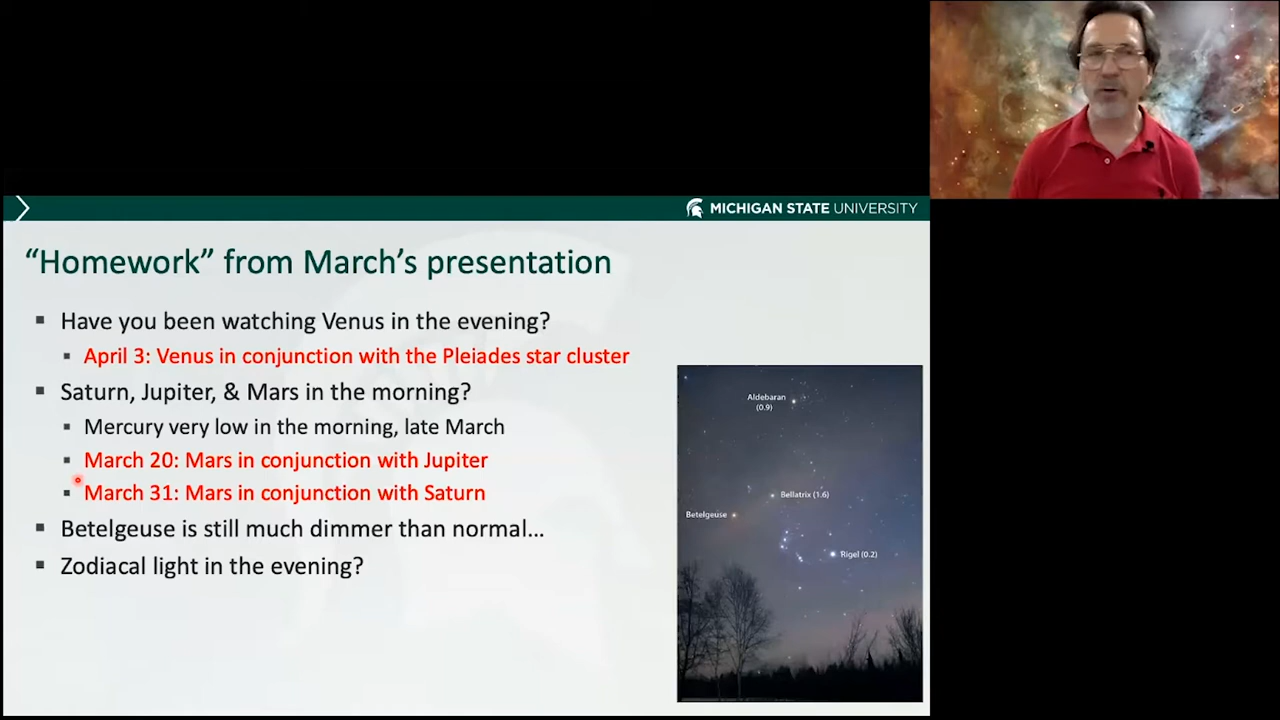 MICHIGAN STATE UNIVERSITY
“Homework” from March’s presentation
Have you been watching Venus in the evening?
April 3: Venus in conjunction with the Pleiades star cluster
Saturn, Jupiter, & Mars in the morning?
Mercury very low in the morning, late March
March 20: Mars in conjunction with Jupiter
March 31: Mars in conjunction with Saturn
Betelgeuse is still much dimmer than normal…
Zodiacal light in the evening?
Aldebaran
(0.9)
Bellatrix (1.6)
Betelgeuse
Rigel (0.2)